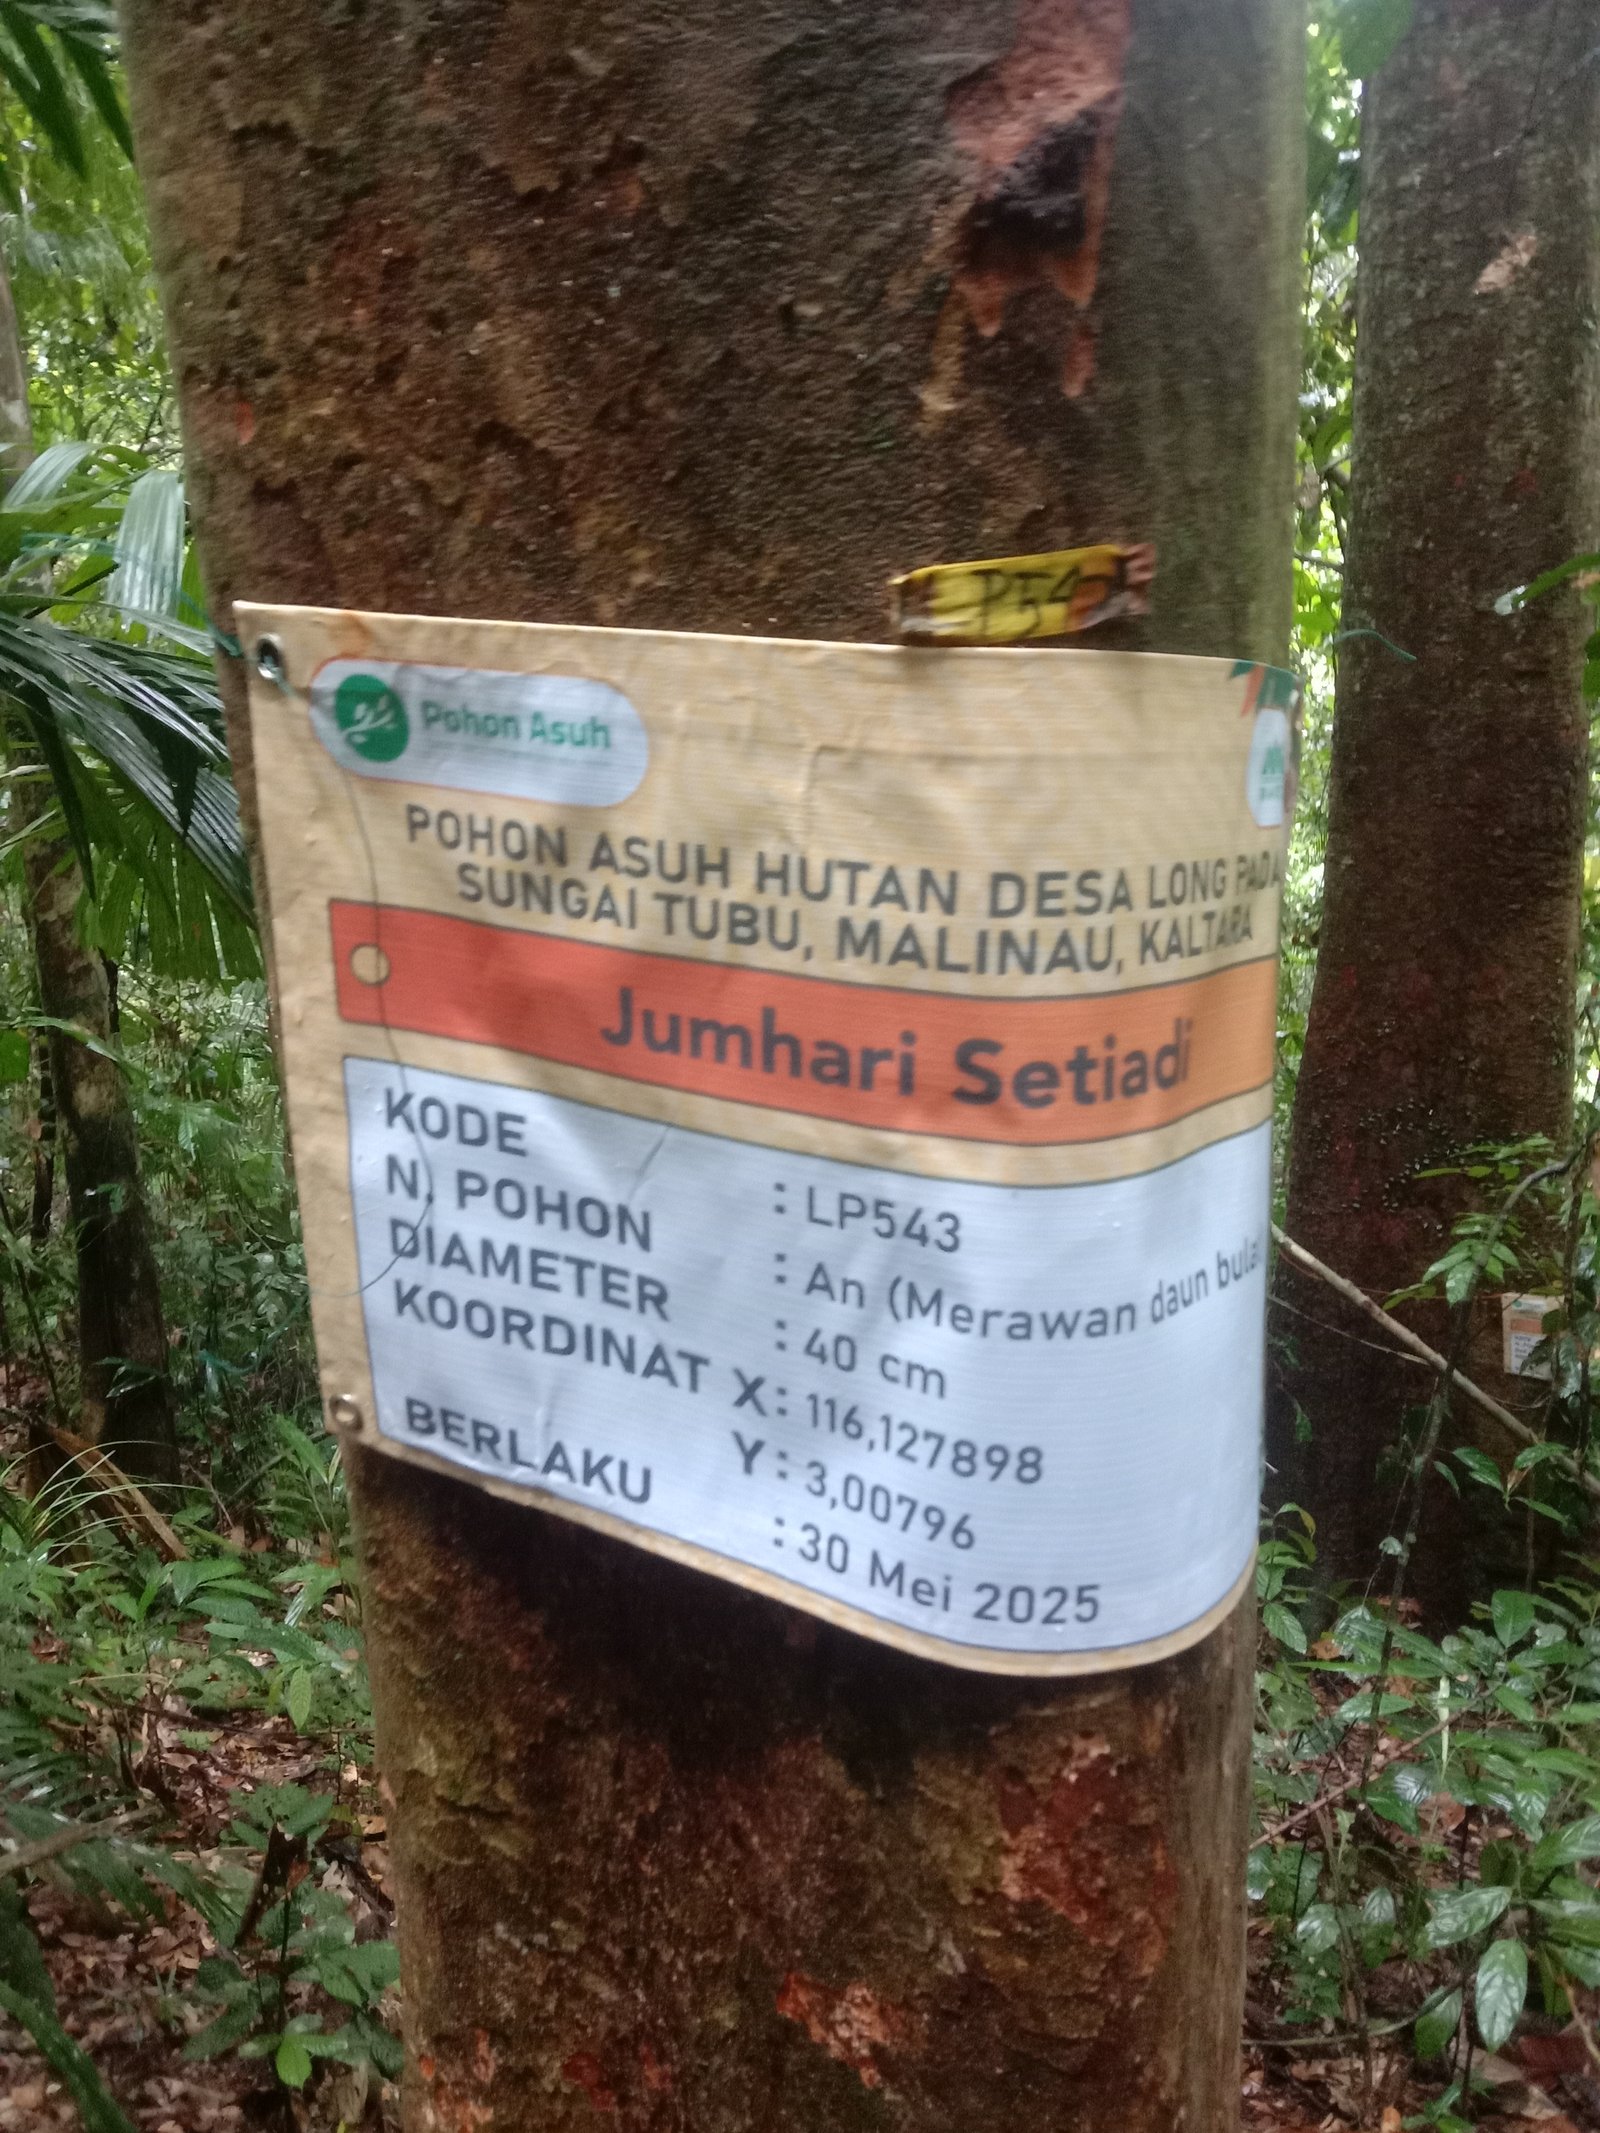 P54
Pohon Asuh
POHON ASUH HUTAN DESA LONG PADA
SUNGAI TUBU, MALINAU, KALTARA
Jumhari Setiadi
KODE : LP543
N. POHON : An (Merawan daun bula
DIAMETER : 40 cm
KOORDINAT X : 116,127898
Y : 3,00796
BERLAKU : 30 Mei 2025